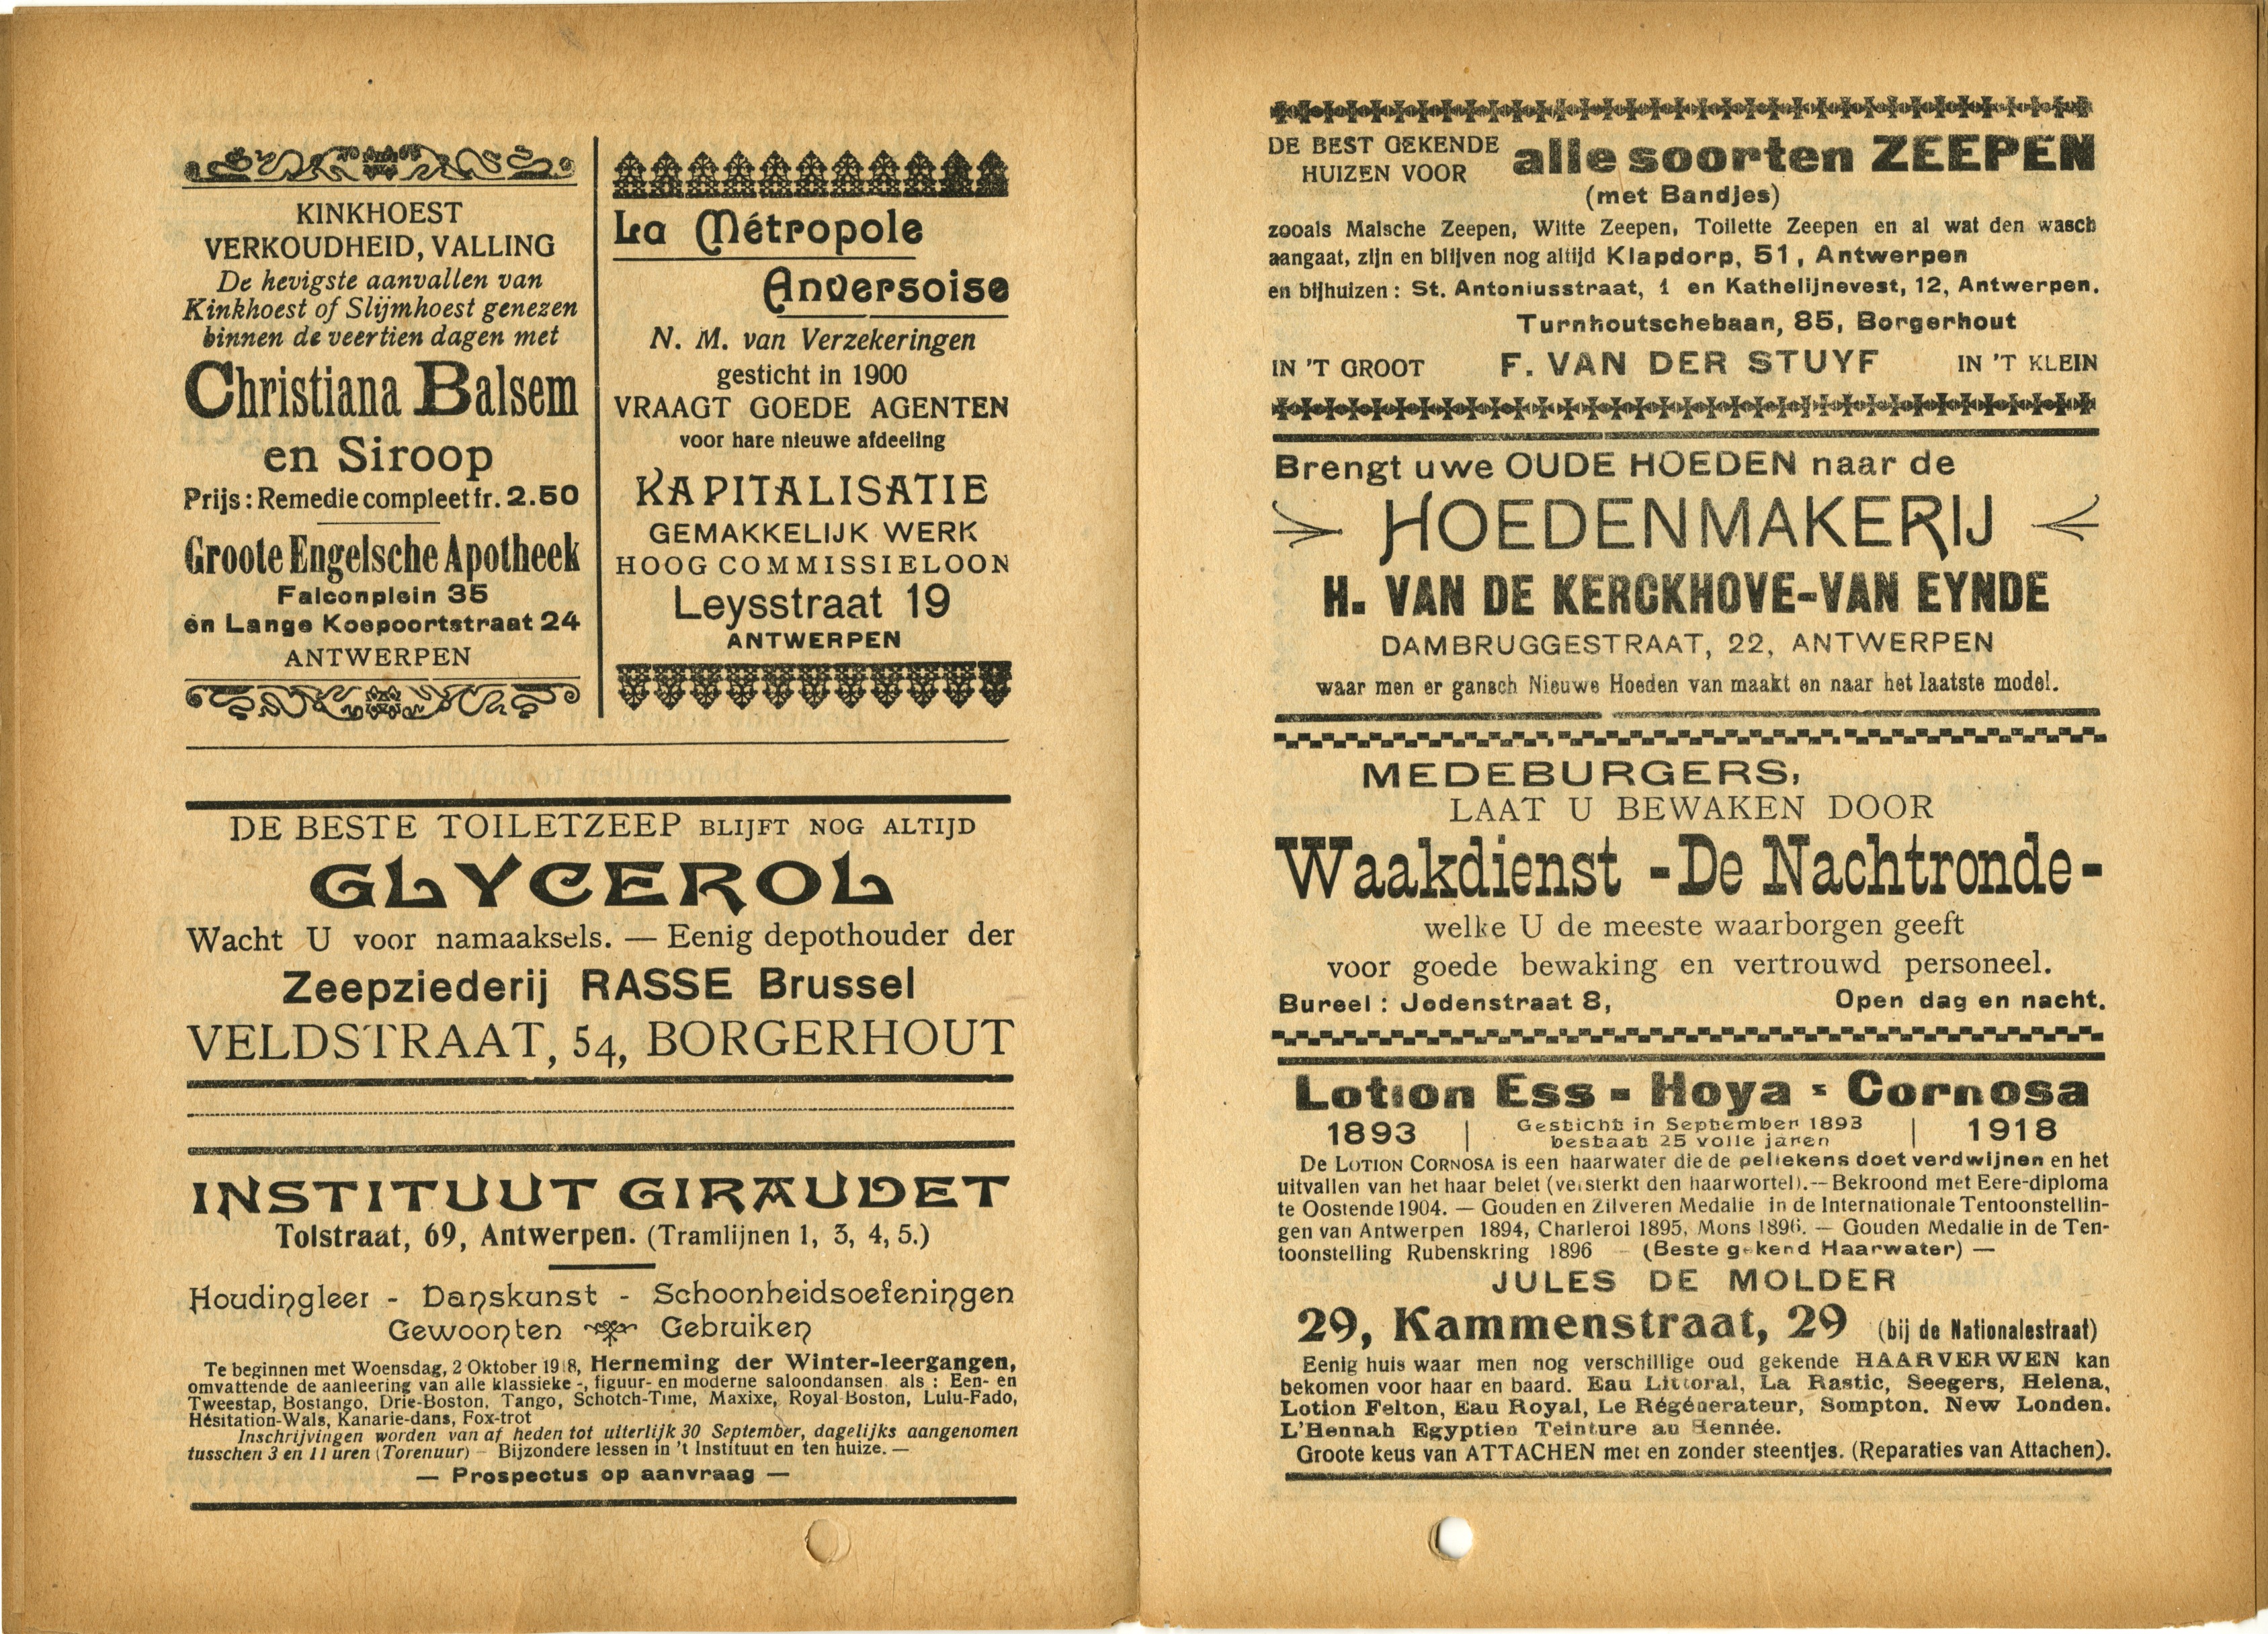 KINKHOEST
VERKOUDHEID, VALLING
De hevigste aanvallen van
Kinkhoest of Slijmhoest genezen
binnen de veertien dagen met
Christiana Balsem
en Siroop
Prijs : Remedie compleet fr. 2.50
Groote Engelsche Apotheek
Falconplein 35
en Lange Koepoortstraat 24
ANTWERPEN
La Métropole
Anversoise
N. M. van Verzekeringen
gesticht in 1900
VRAAGT GOEDE AGENTEN
voor hare nieuwe afdeeling
KAPITALISATIE
GEMAKKELIJK WERK
HOOG COMMISSIELOON
Leysstraat 19
ANTWERPEN
DE BESTE TOILETZEEP BLIJFT NOG ALTIJD
GLYCEROL
Wacht U voor namaaksels. — Eenig depothouder der
Zeepziederij RASSE Brussel
VELDSTRAAT, 54, BORGERHOUT
INSTITUUT GIRAUDET
Tolstraat, 69, Antwerpen. (Tramlijnen 1, 3, 4, 5.)
Houdingleer - Danskunst - Schoonheidsoefeningen
Gewoonten Gebruiken
Te beginnen met Woensdag, 2 Oktober 1918, Herneming der Winter-leergangen,
omvattende de aanleering van alle klassieke -, figuur- en moderne saloondansen als : Een- en
Tweestap, Bostango, Drie-Boston, Tango, Schotch-Time, Maxixe, Royal-Boston, Lulu-Fado,
Hésitation-Wals, Kanarie-dans, Fox-trot
Inschrijvingen worden van af heden tot uiterlijk 30 September, dagelijks aangenomen
tusschen 3 en 11 uren (Torenuur) — Bijzondere lessen in 't Instituut en ten huize. —
— Prospectus op aanvraag —
DE BEST GEKENDE
HUIZEN VOOR
alle soorten ZEEPEN
(met Bandjes)
zooals Malsche Zeepen, Witte Zeepen, Toilette Zeepen en al wat den wasch
aangaat, zijn en blijven nog altijd Klapdorp, 51, Antwerpen
en bijhuizen : St. Antoniusstraat, 1 en Kathelijnevest, 12, Antwerpen.
Turnhoutschebaan, 85, Borgerhout
IN 'T GROOT F. VAN DER STUYF IN 'T KLEIN
Brengt uwe OUDE HOEDEN naar de
HOEDENMAKERIJ
H. VAN DE KERCKHOVE-VAN EYNDE
DAMBRUGGESTRAAT, 22, ANTWERPEN
waar men er gansch Nieuwe Hoeden van maakt en naar het laatste model.
MEDEBURGERS,
LAAT U BEWAKEN DOOR
Waakdienst - De Nachtronde -
welke U de meeste waarborgen geeft
voor goede bewaking en vertrouwd personeel.
Bureel : Jodenstraat 8, Open dag en nacht.
Lotion Ess - Hoya - Cornosa
1893 | Gesticht in September 1893 | 1918
bestaat 25 volle jaren
De LOTION CORNOSA is een haarwater die de pellekens doet verdwijnen en het
uitvallen van het haar belet (versterkt den haarwortel).— Bekroond met Eere-diploma
te Oostende 1904. — Gouden en Zilveren Medalie in de Internationale Tentoonstellin-
gen van Antwerpen 1894, Charleroi 1895, Mons 1896. — Gouden Medalie in de Ten-
toonstelling Rubenskring 1896 — (Beste gekend Haarwater) —
JULES DE MOLDER
29, Kammenstraat, 29 (bij de Nationalestraat)
Eenig huis waar men nog verschillige oud gekende HAARVERWEN kan
bekomen voor haar en baard. Eau Littoral, La Rastic, Seegers, Helena,
Lotion Felton, Eau Royal, Le Régénerateur, Sompton. New Londen.
L'Hennah Egyptien Teinture au Hennée.
Groote keus van ATTACHEN met en zonder steentjes. (Reparaties van Attachen).